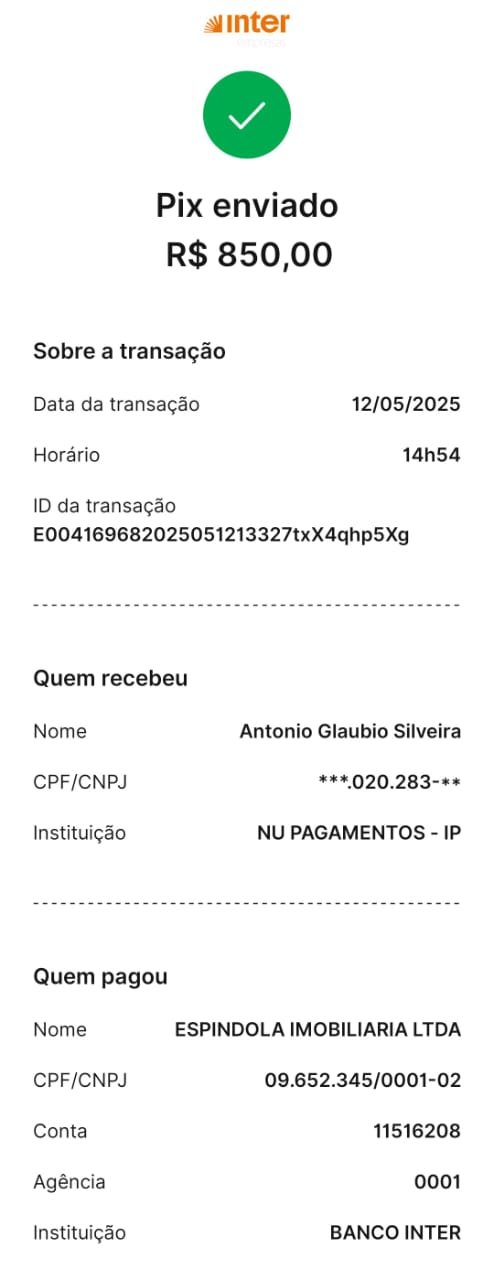 inter
empresas
Pix enviado
R$ 850,00
Sobre a transação
Data da transação 12/05/2025
Horário 14h54
ID da transação
E00416968202505121​3327txX4qhp5Xg
Quem recebeu
Nome Antonio Glaubio Silveira
CPF/CNPJ ***.020.283-**
Instituição NU PAGAMENTOS - IP
Quem pagou
Nome ESPINDOLA IMOBILIARIA LTDA
CPF/CNPJ 09.652.345/0001-02
Conta 11516208
Agência 0001
Instituição BANCO INTER